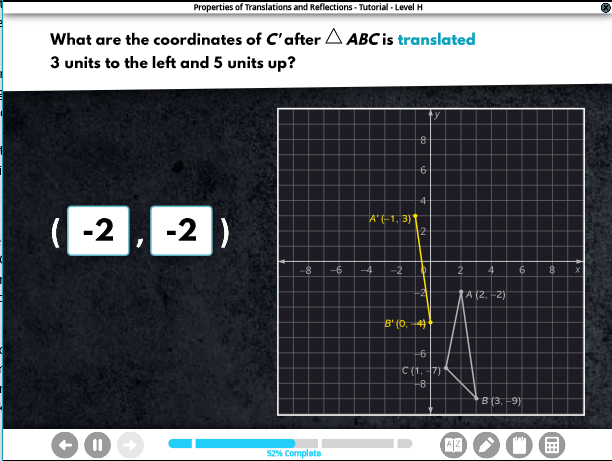 Properties of Translations and Reflections - Tutorial - Level H
What are the coordinates of C' after △ ABC is translated
3 units to the left and 5 units up?
( -2 , -2 )
y
8
6
4
A' (−1, 3)
2
−8 −6 −4 −2 0 2 4 6 8 x
−2
A (2, −2)
B' (0, −4)
−6
C (1, −7)
−8
B (3, −9)
A Z
52% Complete